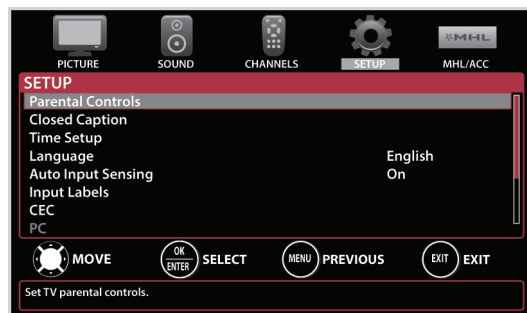 MHL
PICTURE SOUND CHANNELS SETUP MHL/ACC
SETUP
Parental Controls
Closed Caption
Time Setup
Language English
Auto Input Sensing On
Input Labels
CEC
PC
MOVE OK ENTER SELECT MENU PREVIOUS EXIT EXIT
Set TV parental controls.